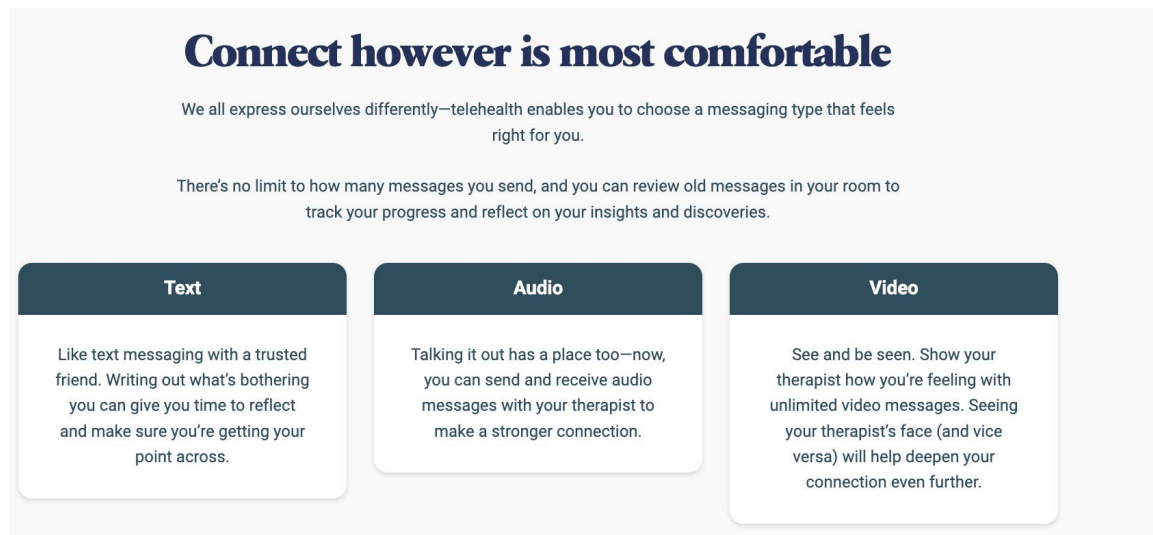 Connect however is most comfortable
We all express ourselves differently—telehealth enables you to choose a messaging type that feels
right for you.
There’s no limit to how many messages you send, and you can review old messages in your room to
track your progress and reflect on your insights and discoveries.
Text
Like text messaging with a trusted
friend. Writing out what’s bothering
you can give you time to reflect
and make sure you’re getting your
point across.
Audio
Talking it out has a place too—now,
you can send and receive audio
messages with your therapist to
make a stronger connection.
Video
See and be seen. Show your
therapist how you’re feeling with
unlimited video messages. Seeing
your therapist’s face (and vice
versa) will help deepen your
connection even further.